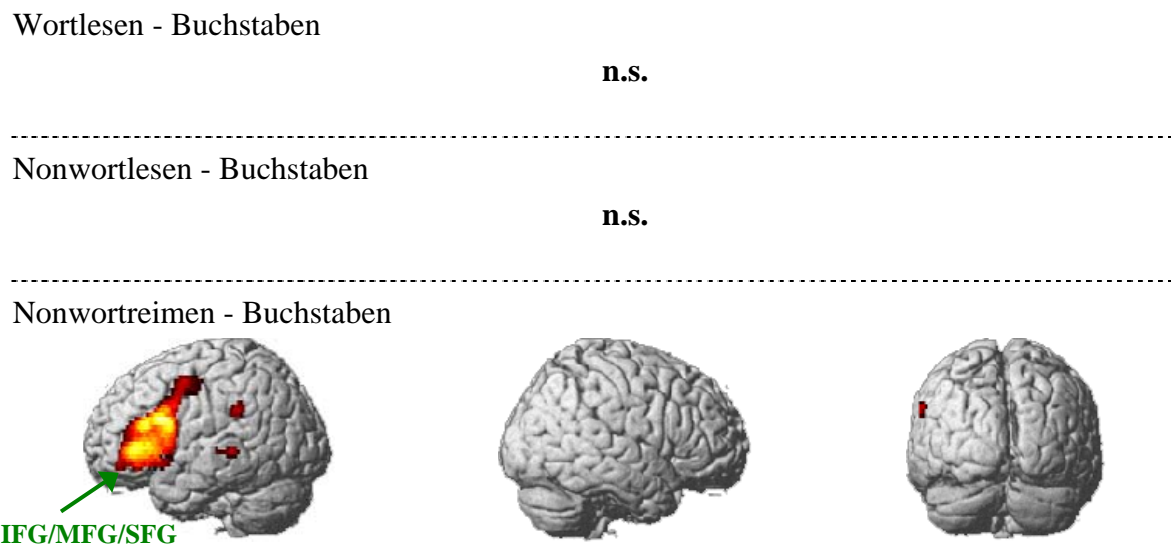 Wortlesen - Buchstaben
n.s.
Nonwortlesen - Buchstaben
n.s.
Nonwortreimen - Buchstaben
IFG/MFG/SFG